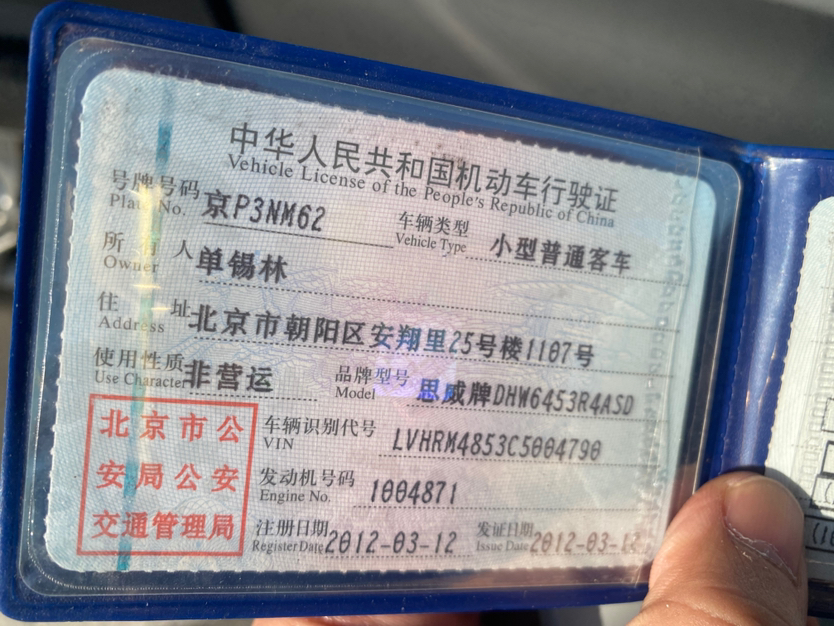 中华人民共和国机动车行驶证
Vehicle License of the People's Republic of China
号牌号码 京P3NM62 车辆类型 小型普通客车
Plate No. Vehicle Type
所有人 单锡林
Owner
住址 北京市朝阳区安翔里25号楼1107号
Address
使用性质 非营运 品牌型号 思威牌DHW6453R4ASD
Use Character Model
北京市公
安局公安
交通管理局
车辆识别代号 LVHRM4853C5004790
VIN
发动机号码 1004871
Engine No.
注册日期 2012-03-12 发证日期 2012-03-12
Register Date Issue Date